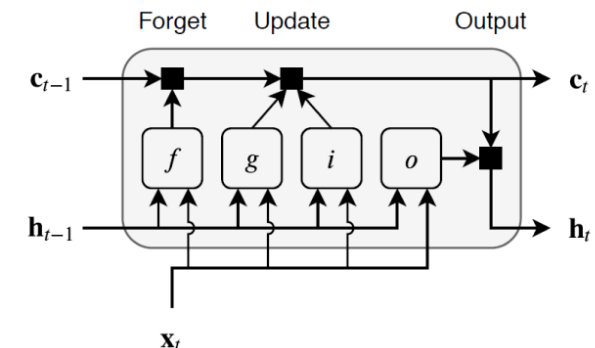 Forget Update Output
c_{t−1} c_t
f g i o
h_{t−1} h_t
x_t